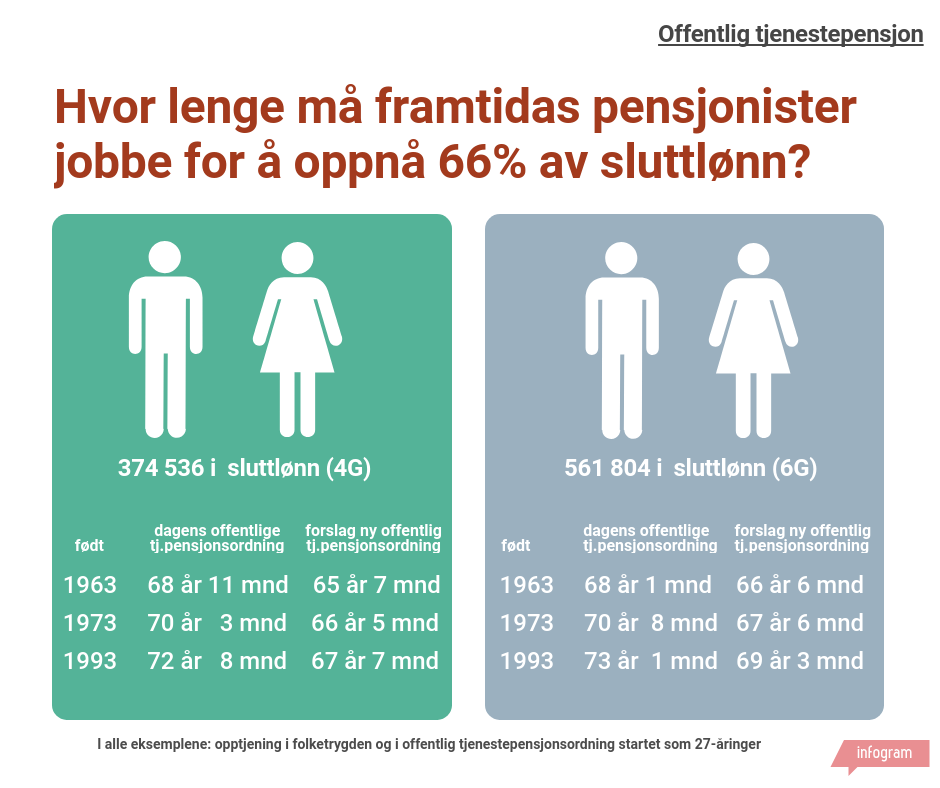 Offentlig tjenestepensjon
Hvor lenge må framtidas pensjonister
jobbe for å oppnå 66% av sluttlønn?
374 536 i sluttlønn (4G)
født dagens offentlige tj.pensjonsordning forslag ny offentlig tj.pensjonsordning
1963 68 år 11 mnd 65 år 7 mnd
1973 70 år 3 mnd 66 år 5 mnd
1993 72 år 8 mnd 67 år 7 mnd
561 804 i sluttlønn (6G)
født dagens offentlige tj.pensjonsordning forslag ny offentlig tj.pensjonsordning
1963 68 år 1 mnd 66 år 6 mnd
1973 70 år 8 mnd 67 år 6 mnd
1993 73 år 1 mnd 69 år 3 mnd
I alle eksemplene: opptjening i folketrygden og i offentlig tjenestepensjonsordning startet som 27-åringer
infogram